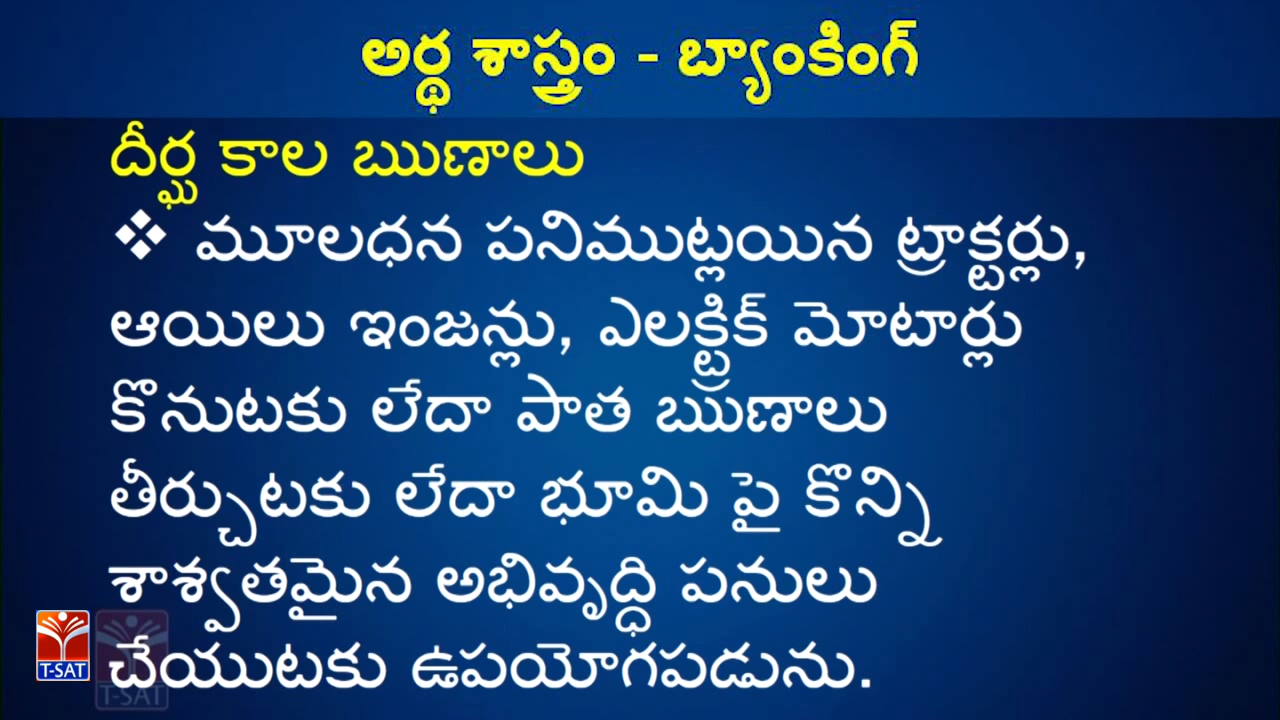 అర్థ శాస్త్రం - బ్యాంకింగ్
దీర్ఘ కాల ఋణాలు
❖ మూలధన పనిముట్లయిన ట్రాక్టర్లు,
ఆయిలు ఇంజన్లు, ఎలక్ట్రిక్ మోటార్లు
కొనుటకు లేదా పాత ఋణాలు
తీర్చుటకు లేదా భూమి పై కొన్ని
శాశ్వతమైన అభివృద్ధి పనులు
చేయుటకు ఉపయోగపడును.
T-SAT
T-SAT